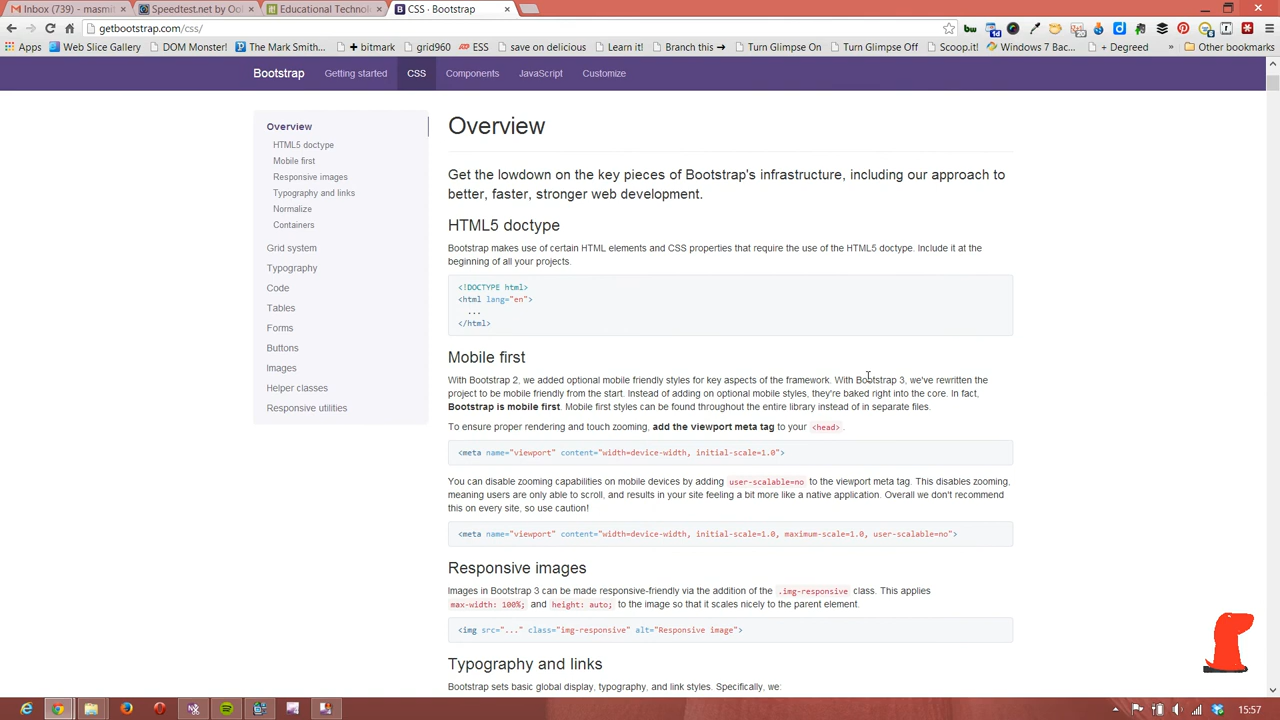 Inbox (739) - masmit
Speedtest.net by Ool
Educational Technol
CSS · Bootstrap
getbootstrap.com/css/
Apps
Web Slice Gallery
DOM Monster!
The Mark Smith...
+ bitmark
grid960
ESS
save on delicious
Learn it!
Branch this
Turn Glimpse On
Turn Glimpse Off
Scoop.it!
Windows 7 Bac...
+ Degreed
»
Other bookmarks
Bootstrap
Getting started
CSS
Components
JavaScript
Customize
Overview
HTML5 doctype
Mobile first
Responsive images
Typography and links
Normalize
Containers
Grid system
Typography
Code
Tables
Forms
Buttons
Images
Helper classes
Responsive utilities
Overview
Get the lowdown on the key pieces of Bootstrap's infrastructure, including our approach to
better, faster, stronger web development.
HTML5 doctype
Bootstrap makes use of certain HTML elements and CSS properties that require the use of the HTML5 doctype. Include it at the
beginning of all your projects.
<!DOCTYPE html>
<html lang="en">
...
</html>
Mobile first
With Bootstrap 2, we added optional mobile friendly styles for key aspects of the framework. With Bootstrap 3, we've rewritten the
project to be mobile friendly from the start. Instead of adding on optional mobile styles, they're baked right into the core. In fact,
Bootstrap is mobile first. Mobile first styles can be found throughout the entire library instead of in separate files.
To ensure proper rendering and touch zooming, add the viewport meta tag to your <head>.
<meta name="viewport" content="width=device-width, initial-scale=1.0">
You can disable zooming capabilities on mobile devices by adding user-scalable=no to the viewport meta tag. This disables zooming,
meaning users are only able to scroll, and results in your site feeling a bit more like a native application. Overall we don't recommend
this on every site, so use caution!
<meta name="viewport" content="width=device-width, initial-scale=1.0, maximum-scale=1.0, user-scalable=no">
Responsive images
Images in Bootstrap 3 can be made responsive-friendly via the addition of the .img-responsive class. This applies
max-width: 100%; and height: auto; to the image so that it scales nicely to the parent element.
<img src="..." class="img-responsive" alt="Responsive image">
Typography and links
Bootstrap sets basic global display, typography, and link styles. Specifically, we:
15:57